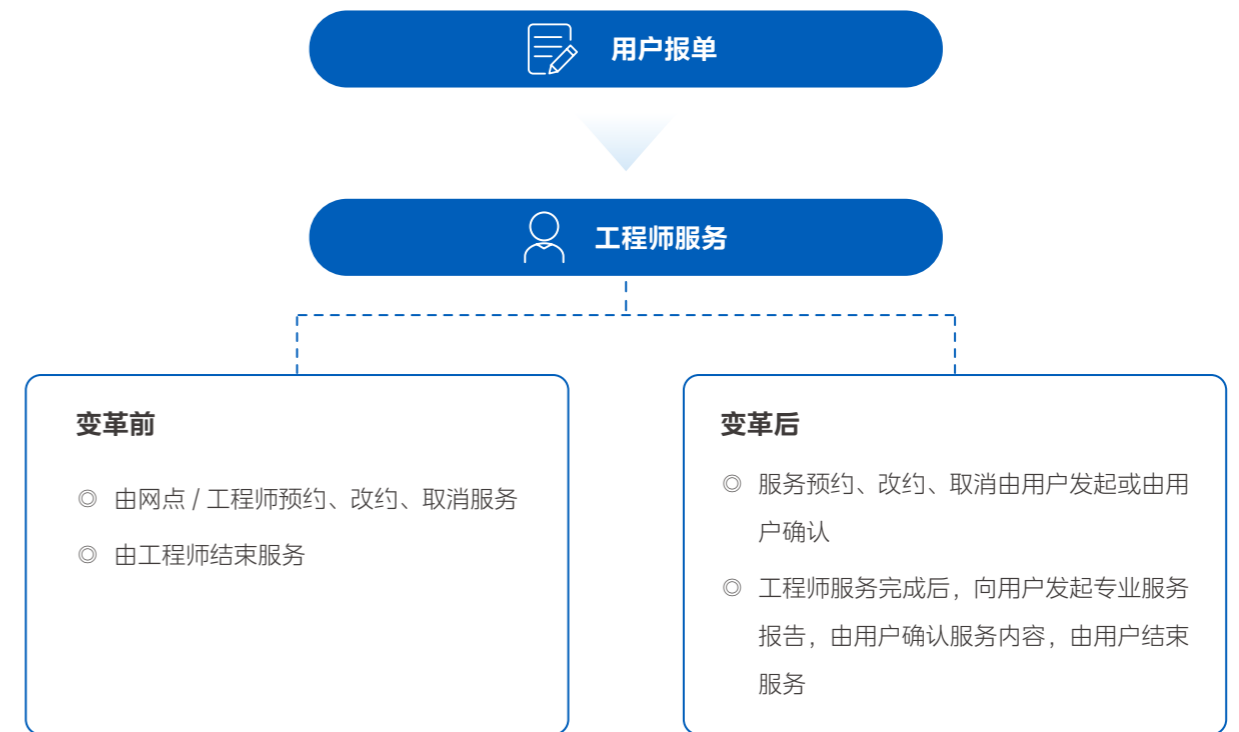 用户报单
工程师服务
变革前
◎ 由网点 / 工程师预约、改约、取消服务
◎ 由工程师结束服务
变革后
◎ 服务预约、改约、取消由用户发起或由用
户确认
◎ 工程师服务完成后，向用户发起专业服务
报告，由用户确认服务内容，由用户结束
服务